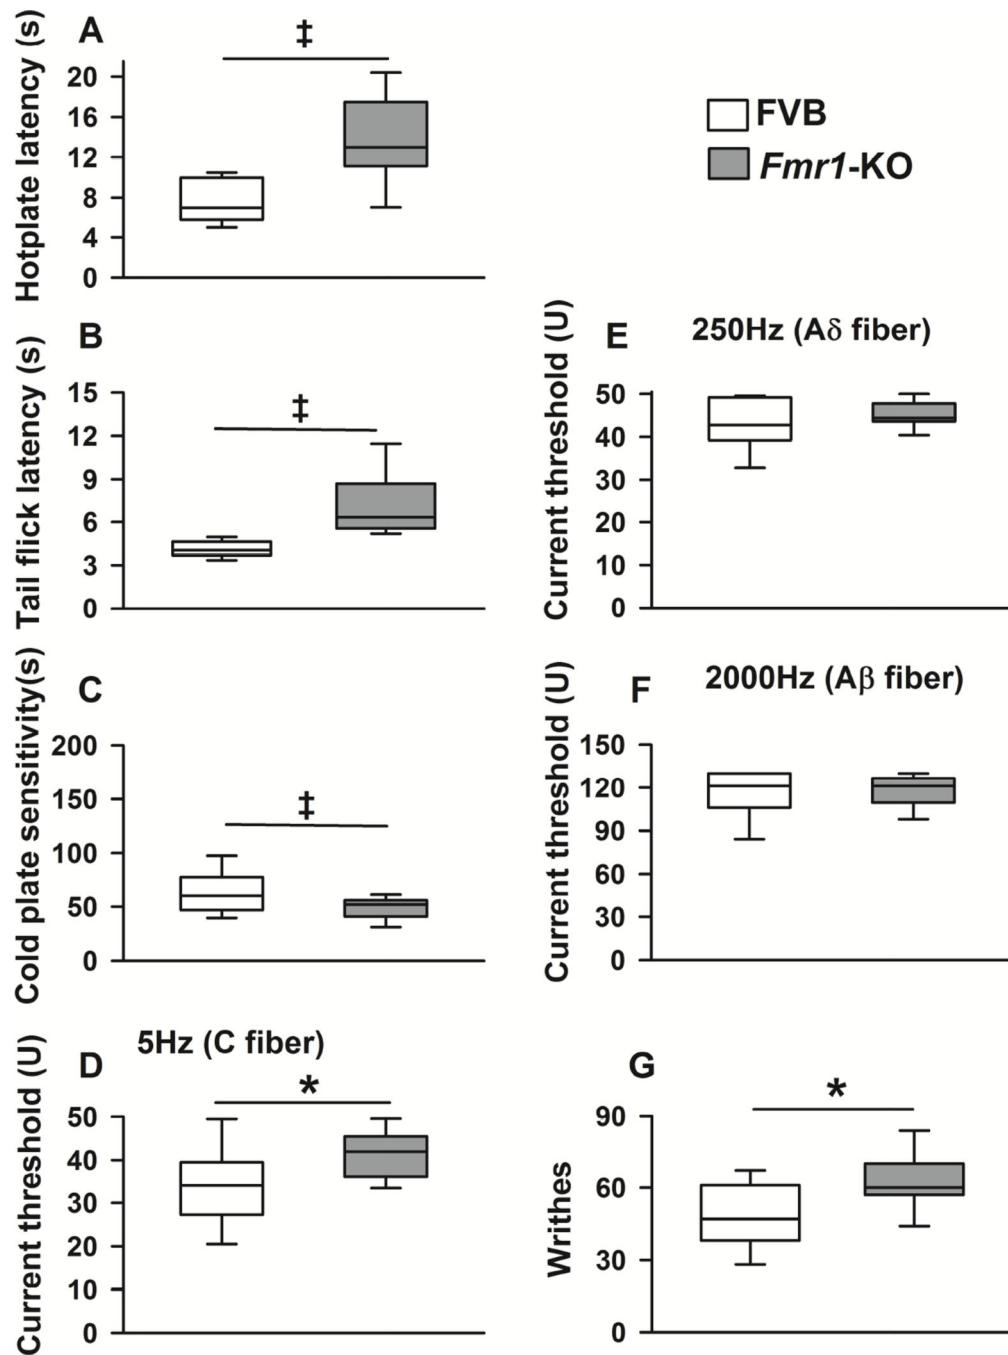 A
Hotplate latency (s)
‡
20
16
12
8
4
0
FVB
Fmr1-KO
B
Tail flick latency (s)
‡
15
12
9
6
3
0
E
250Hz (Aδ fiber)
Current threshold (U)
50
40
30
20
10
0
C
Cold plate sensitivity(s)
‡
200
150
100
50
0
F
2000Hz (Aβ fiber)
Current threshold (U)
150
120
90
60
30
0
D
5Hz (C fiber)
Current threshold (U)
*
50
40
30
20
10
0
G
Writhes
*
90
60
30
0